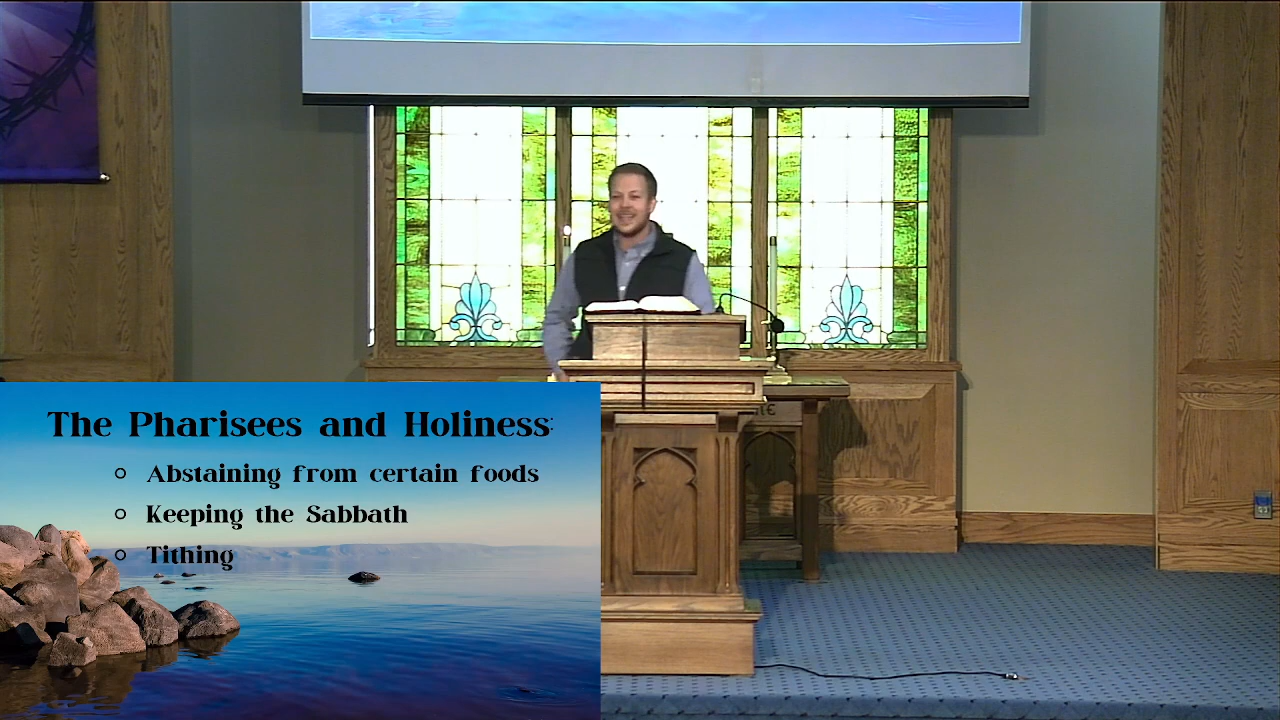 The Pharisees and Holiness:
Abstaining from certain foods
Keeping the Sabbath
Tithing